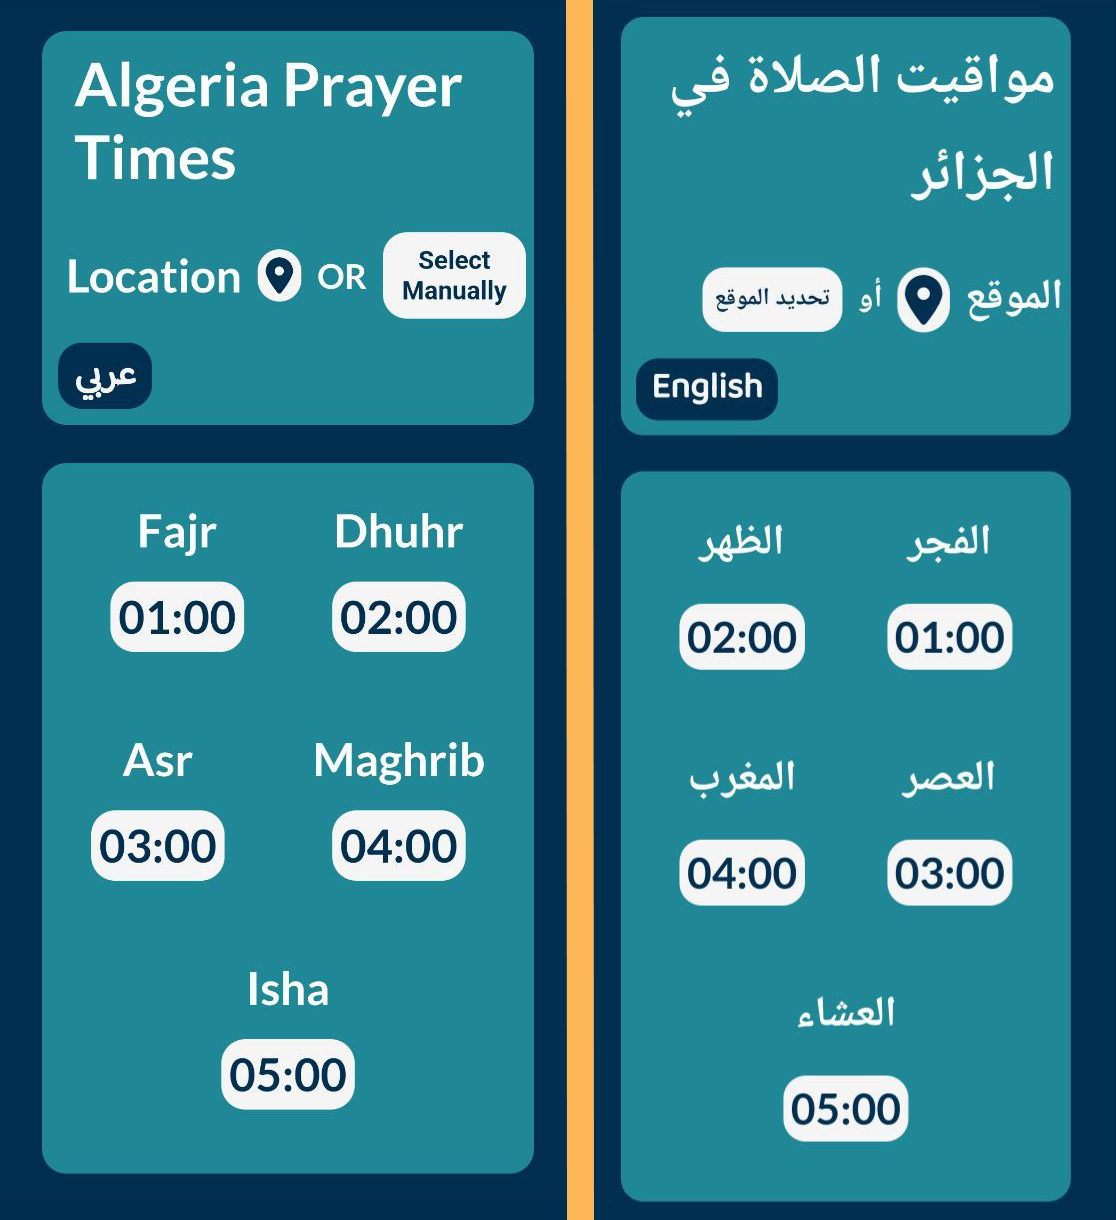 Algeria Prayer
Times
Location OR Select
Manually
عربي
Fajr Dhuhr
01:00 02:00
Asr Maghrib
03:00 04:00
Isha
05:00
مواقيت الصلاة في
الجزائر
الموقع أو تحديد الموقع
English
الفجر الظهر
01:00 02:00
العصر المغرب
03:00 04:00
العشاء
05:00